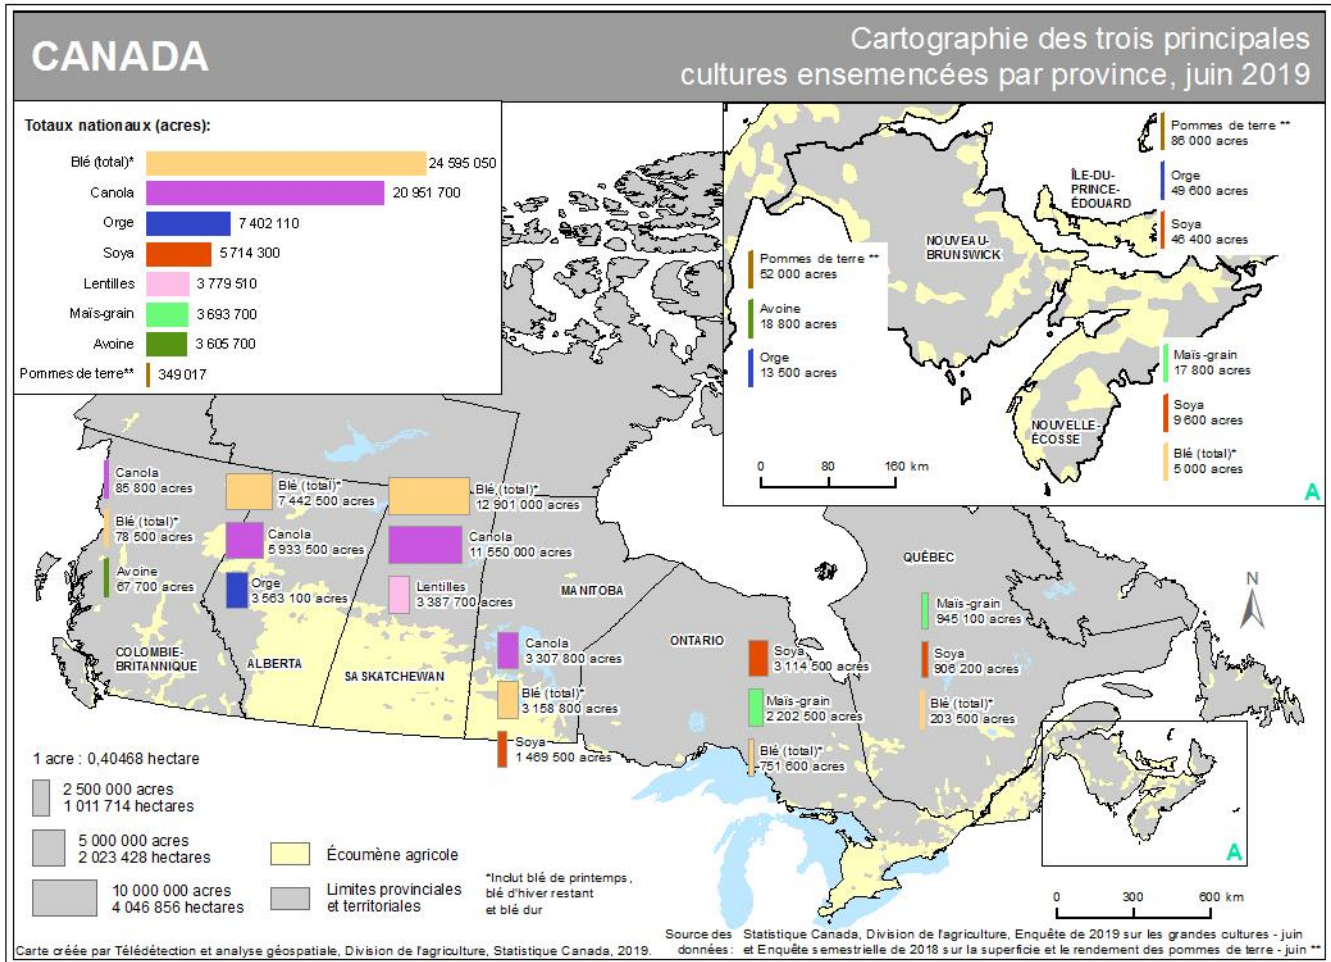 CANADA
Cartographie des trois principales
cultures ensemencées par province, juin 2019
Totaux nationaux (acres):
Blé (total)* 24 595 050
Canola 20 951 700
Orge 7 402 110
Soya 5 714 300
Lentilles 3 779 510
Maïs-grain 3 693 700
Avoine 3 605 700
Pommes de terre** 349 017
Pommes de terre **
86 000 acres
Orge
49 600 acres
Soya
46 400 acres
ÎLE-DU-
PRINCE-
ÉDOUARD
NOUVEAU-
BRUNSWICK
Pommes de terre **
52 000 acres
Avoine
18 800 acres
Orge
13 500 acres
Maïs-grain
17 800 acres
Soya
9 600 acres
Blé (total)*
5 000 acres
NOUVELLE-
ÉCOSSE
0 80 160 km
A
Canola
85 800 acres
Blé (total)*
78 500 acres
Avoine
67 700 acres
COLOMBIE-
BRITANNIQUE
Blé (total)*
7 442 500 acres
Canola
5 933 500 acres
Orge
3 563 100 acres
ALBERTA
Blé (total)*
12 901 000 acres
Canola
11 550 000 acres
Lentilles
3 387 700 acres
SASKATCHEWAN
MANITOBA
Canola
3 307 800 acres
Blé (total)*
3 158 800 acres
Soya
1 469 500 acres
ONTARIO
Soya
3 114 500 acres
Maïs-grain
2 202 500 acres
Blé (total)*
751 600 acres
QUÉBEC
Maïs-grain
945 100 acres
Soya
906 200 acres
Blé (total)*
203 500 acres
N
A
1 acre : 0,40468 hectare
2 500 000 acres
1 011 714 hectares
5 000 000 acres
2 023 428 hectares
10 000 000 acres
4 046 856 hectares
Écoumène agricole
Limites provinciales
et territoriales
*Inclut blé de printemps,
blé d'hiver restant
et blé dur
0 300 600 km
Carte créée par Télédétection et analyse géospatiale, Division de l'agriculture, Statistique Canada, 2019.
Source des données: Statistique Canada, Division de l'agriculture, Enquête de 2019 sur les grandes cultures - juin
et Enquête semestrielle de 2018 sur la superficie et le rendement des pommes de terre - juin **